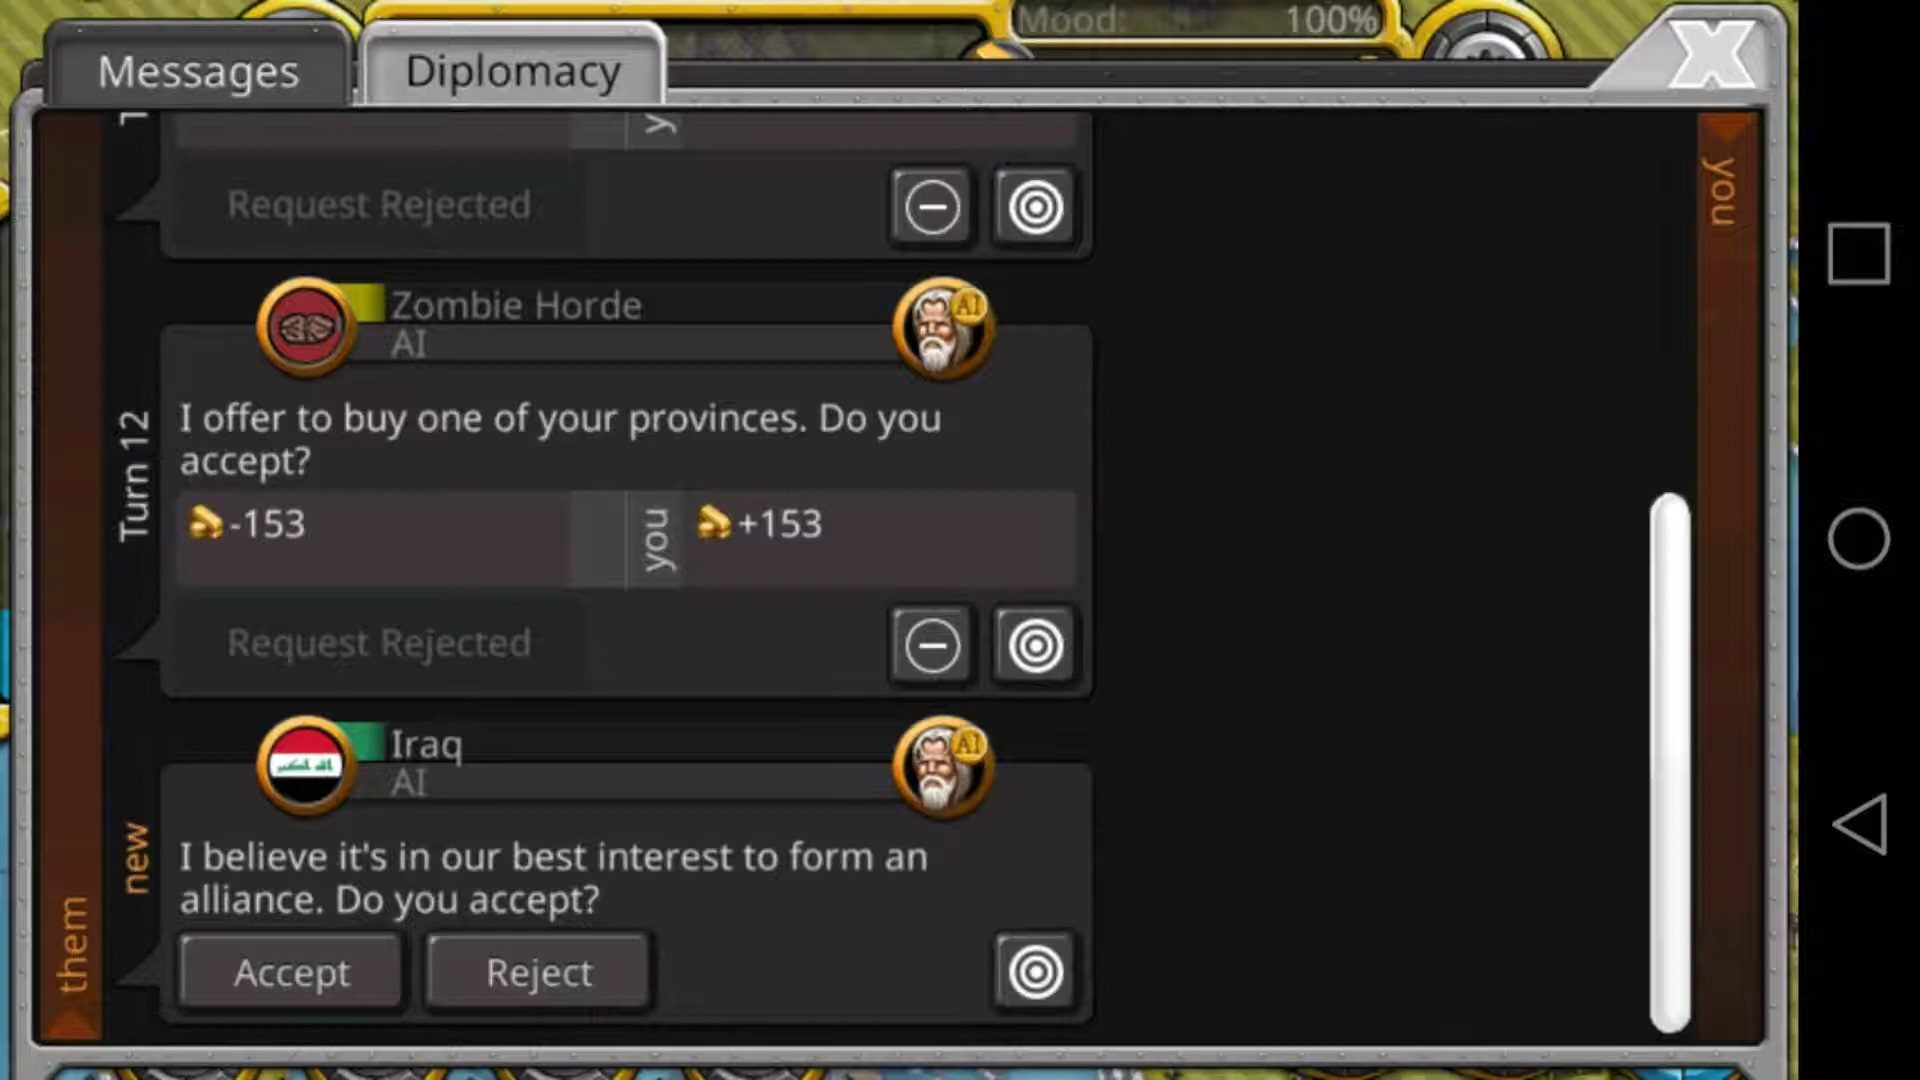 Mood: 100%
Messages
Diplomacy
you
y
Request Rejected
Zombie Horde
AI
AI
Turn 12
I offer to buy one of your provinces. Do you
accept?
-153
you
+153
Request Rejected
Iraq
AI
AI
new
I believe it's in our best interest to form an
alliance. Do you accept?
them
Accept
Reject